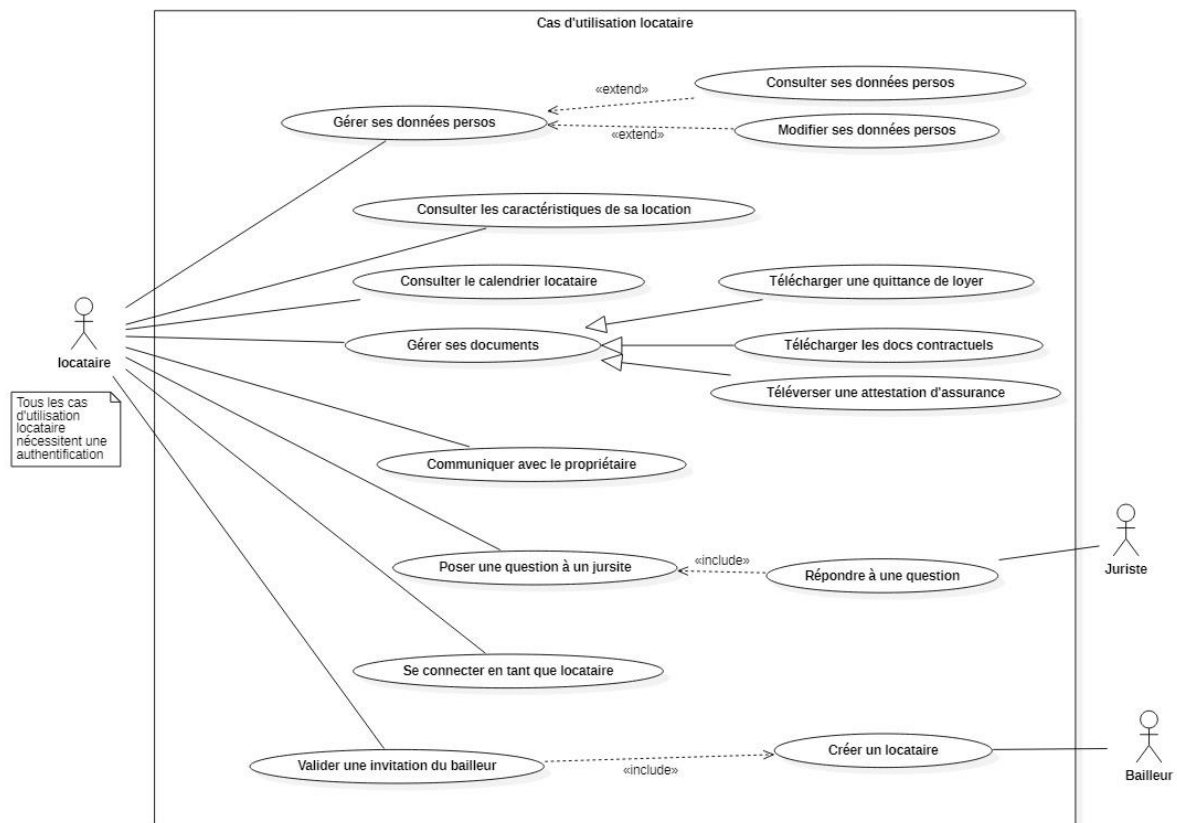 Cas d'utilisation locataire
Consulter ses données persos
«extend»
Gérer ses données persos
Modifier ses données persos
«extend»
Consulter les caractéristiques de sa location
Consulter le calendrier locataire
Télécharger une quittance de loyer
Gérer ses documents
Télécharger les docs contractuels
locataire
Téléverser une attestation d'assurance
Tous les cas
d'utilisation
locataire
nécessitent une
authentification
Communiquer avec le propriétaire
«include»
Poser une question à un jursite
Répondre à une question
Juriste
Se connecter en tant que locataire
Créer un locataire
Valider une invitation du bailleur
«include»
Bailleur